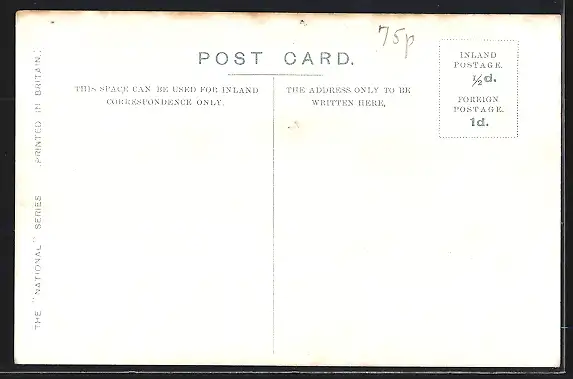 75p
POST CARD.
THIS SPACE CAN BE USED FOR INLAND
CORRESPONDENCE ONLY.
THE ADDRESS ONLY TO BE
WRITTEN HERE,
INLAND
POSTAGE.
½d.
FOREIGN
POSTAGE.
1d.
THE "NATIONAL" SERIES PRINTED IN BRITAIN.